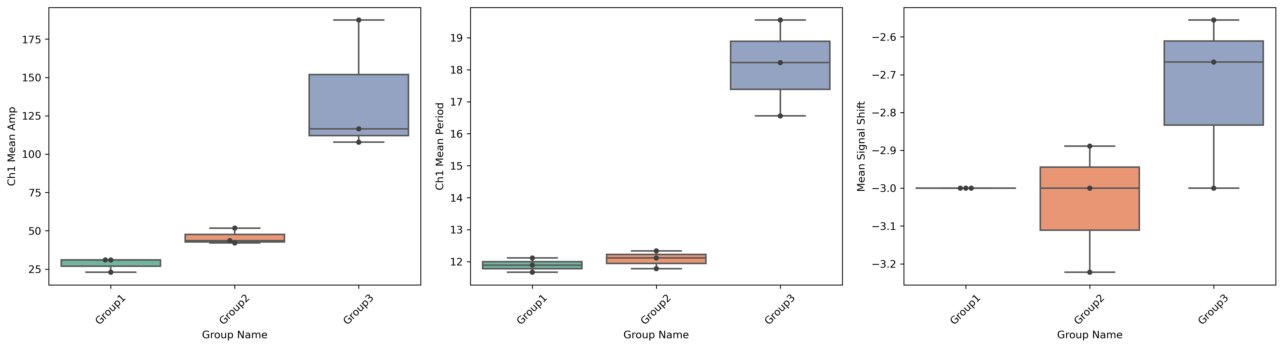 Ch1 Mean Amp
175
150
125
100
75
50
25
Group1
Group2
Group3
Group Name
Ch1 Mean Period
19
18
17
16
15
14
13
12
Group1
Group2
Group3
Group Name
Mean Signal Shift
−2.6
−2.7
−2.8
−2.9
−3.0
−3.1
−3.2
Group1
Group2
Group3
Group Name